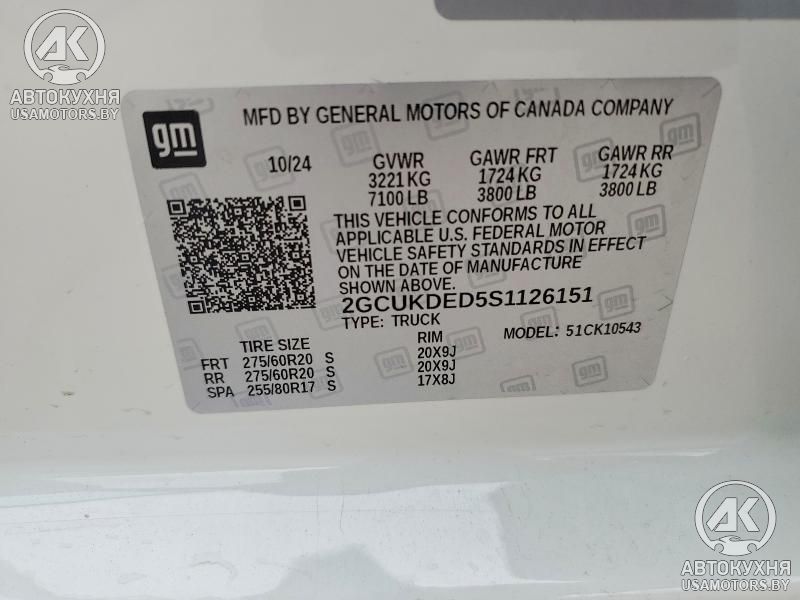 AK
АВТОКУХНЯ
USAMOTORS.BY
gm
MFD BY GENERAL MOTORS OF CANADA COMPANY
10/24 GVWR GAWR FRT GAWR RR
3221 KG 1724 KG 1724 KG
7100 LB 3800 LB 3800 LB
THIS VEHICLE CONFORMS TO ALL
APPLICABLE U.S. FEDERAL MOTOR
VEHICLE SAFETY STANDARDS IN EFFECT
ON THE DATE OF MANUFACTURE
SHOWN ABOVE.
2GCUKDED5S1126151
TYPE: TRUCK MODEL: 51CK10543
TIRE SIZE RIM
FRT 275/60R20 S 20X9J
RR 275/60R20 S 20X9J
SPA 255/80R17 S 17X8J
AK
АВТОКУХНЯ
USAMOTORS.BY